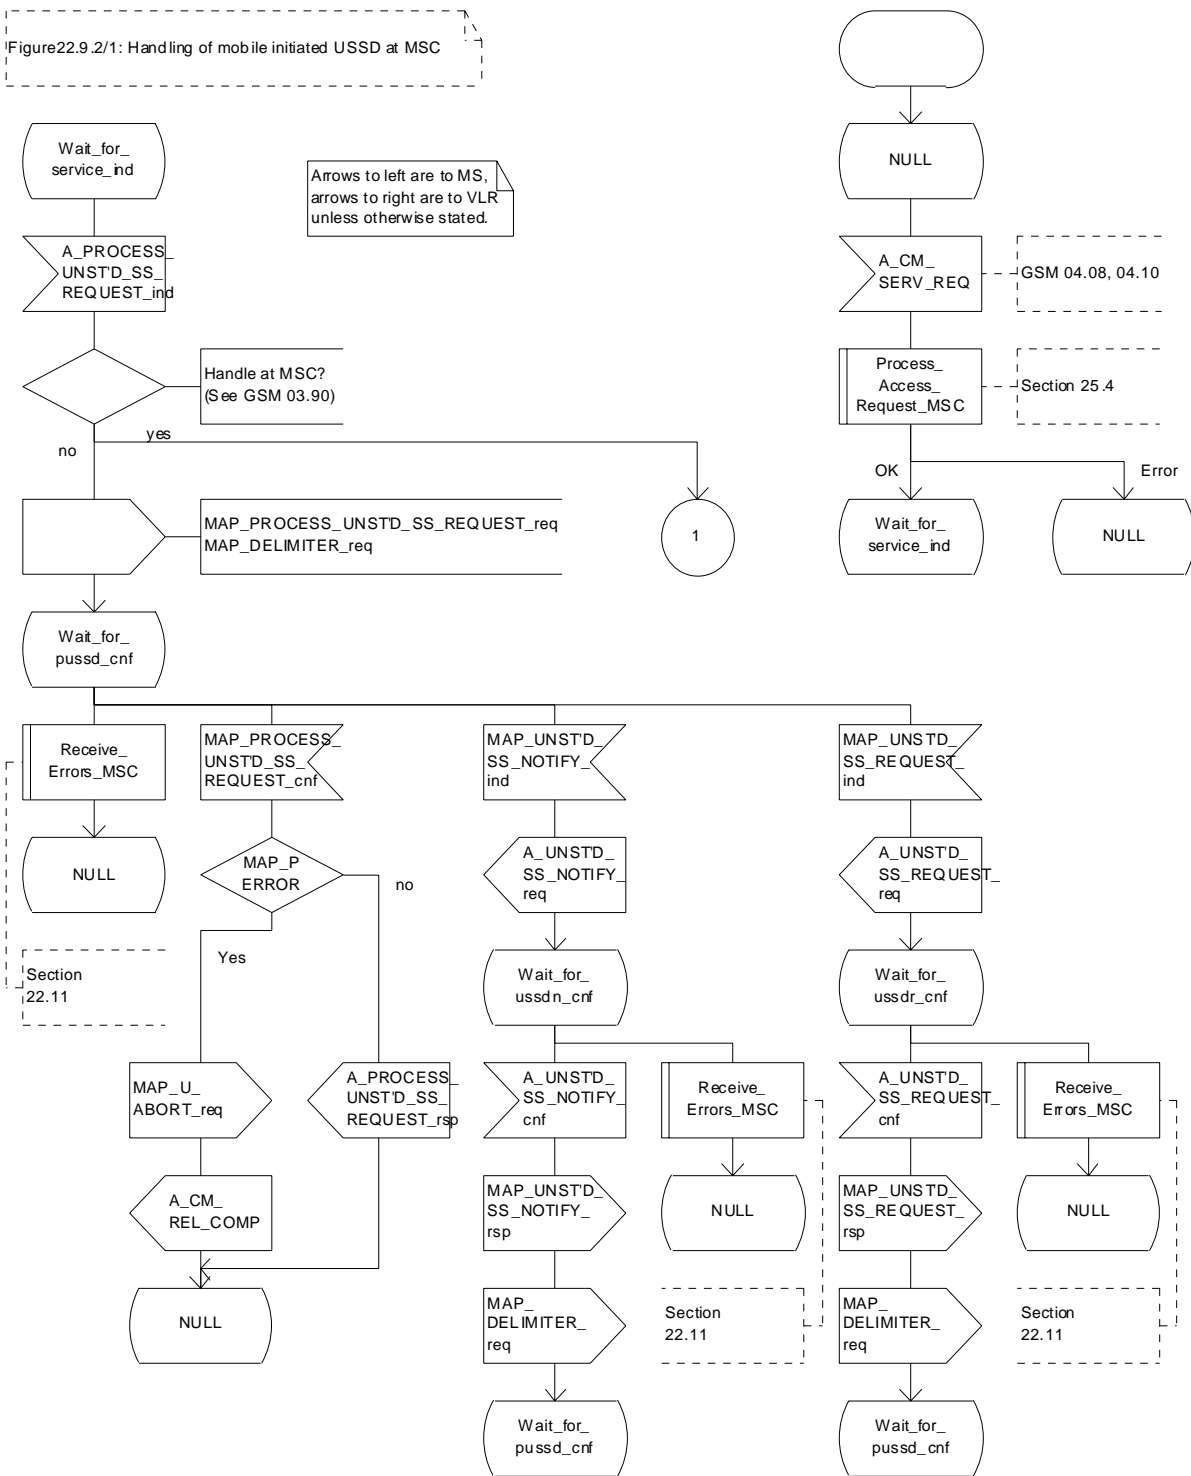 Figure22.9.2/1: Handling of mobile initiated USSD at MSC
Wait_for_
service_ind
Arrows to left are to MS,
arrows to right are to VLR
unless otherwise stated.
NULL
A_PROCESS_
UNST'D_SS_
REQUEST_ind
A_CM_
SERV_REQ
GSM 04.08, 04.10
Handle at MSC?
(See GSM 03.90)
Process_
Access_
Request_MSC
Section 25.4
no
yes
OK
Error
MAP_PROCESS_UNST'D_SS_REQUEST_req
MAP_DELIMITER_req
1
Wait_for_
service_ind
NULL
Wait_for_
pussd_cnf
Receive_
Errors_MSC
MAP_PROCESS_
UNST'D_SS_
REQUEST_cnf
MAP_UNST'D_
SS_NOTIFY_
ind
MAP_UNST'D_
SS_REQUEST_
ind
NULL
MAP_P
ERROR
no
A_UNST'D_
SS_NOTIFY_
req
A_UNST'D_
SS_REQUEST_
req
Section
22.11
Yes
Wait_for_
ussdn_cnf
Wait_for_
ussdr_cnf
MAP_U_
ABORT_req
A_PROCESS_
UNST'D_SS_
REQUEST_rsp
A_UNST'D_
SS_NOTIFY_
cnf
Receive_
Errors_MSC
A_UNST'D_
SS_REQUEST_
cnf
Receive_
Errors_MSC
A_CM_
REL_COMP
MAP_UNST'D_
SS_NOTIFY_
rsp
NULL
MAP_UNST'D_
SS_REQUEST_
rsp
NULL
NULL
MAP_
DELIMITER_
req
Section
22.11
MAP_
DELIMITER_
req
Section
22.11
Wait_for_
pussd_cnf
Wait_for_
pussd_cnf